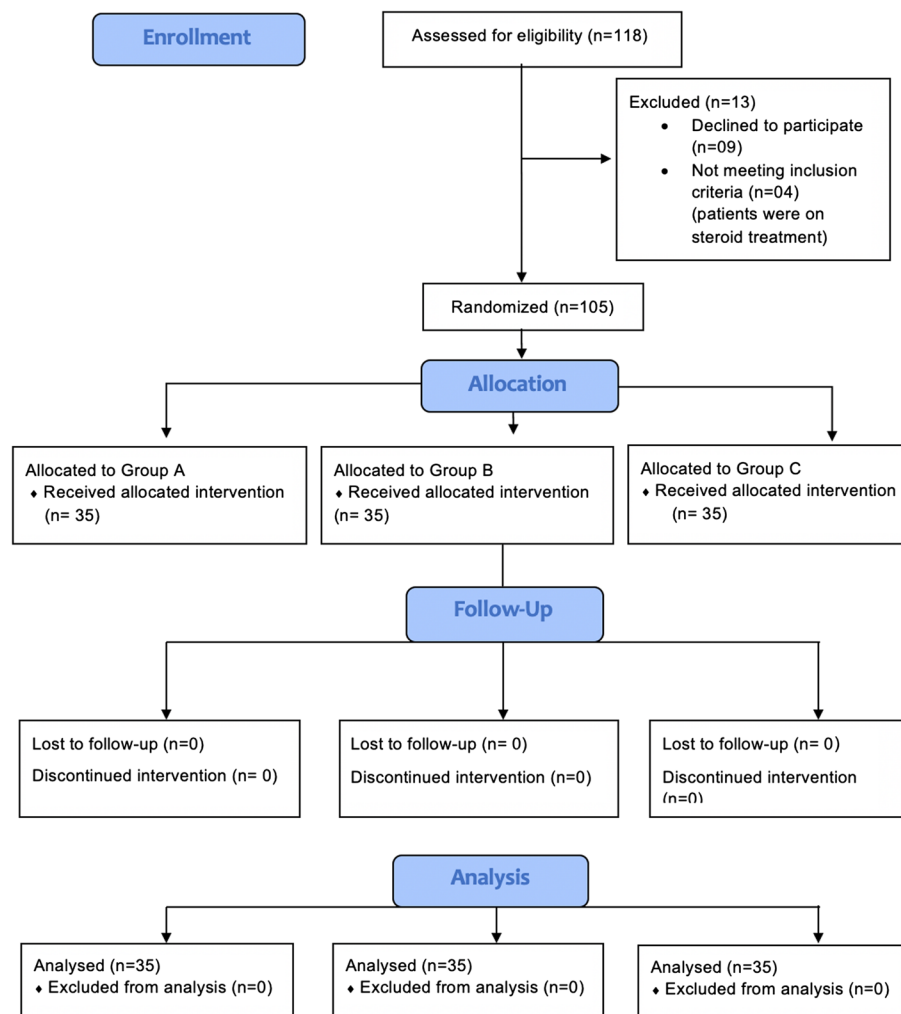 Enrollment
Assessed for eligibility (n=118)
Excluded (n=13)
• Declined to participate
(n=09)
• Not meeting inclusion
criteria (n=04)
(patients were on
steroid treatment)
Randomized (n=105)
Allocation
Allocated to Group A
♦ Received allocated intervention
(n= 35)
Allocated to Group B
♦ Received allocated intervention
(n= 35)
Allocated to Group C
♦ Received allocated intervention
(n= 35)
Follow-Up
Lost to follow-up (n=0)
Discontinued intervention (n= 0)
Lost to follow-up (n= 0)
Discontinued intervention (n=0)
Lost to follow-up (n= 0)
Discontinued intervention
(n=0)
Analysis
Analysed (n=35)
♦ Excluded from analysis (n=0)
Analysed (n=35)
♦ Excluded from analysis (n=0)
Analysed (n=35)
♦ Excluded from analysis (n=0)